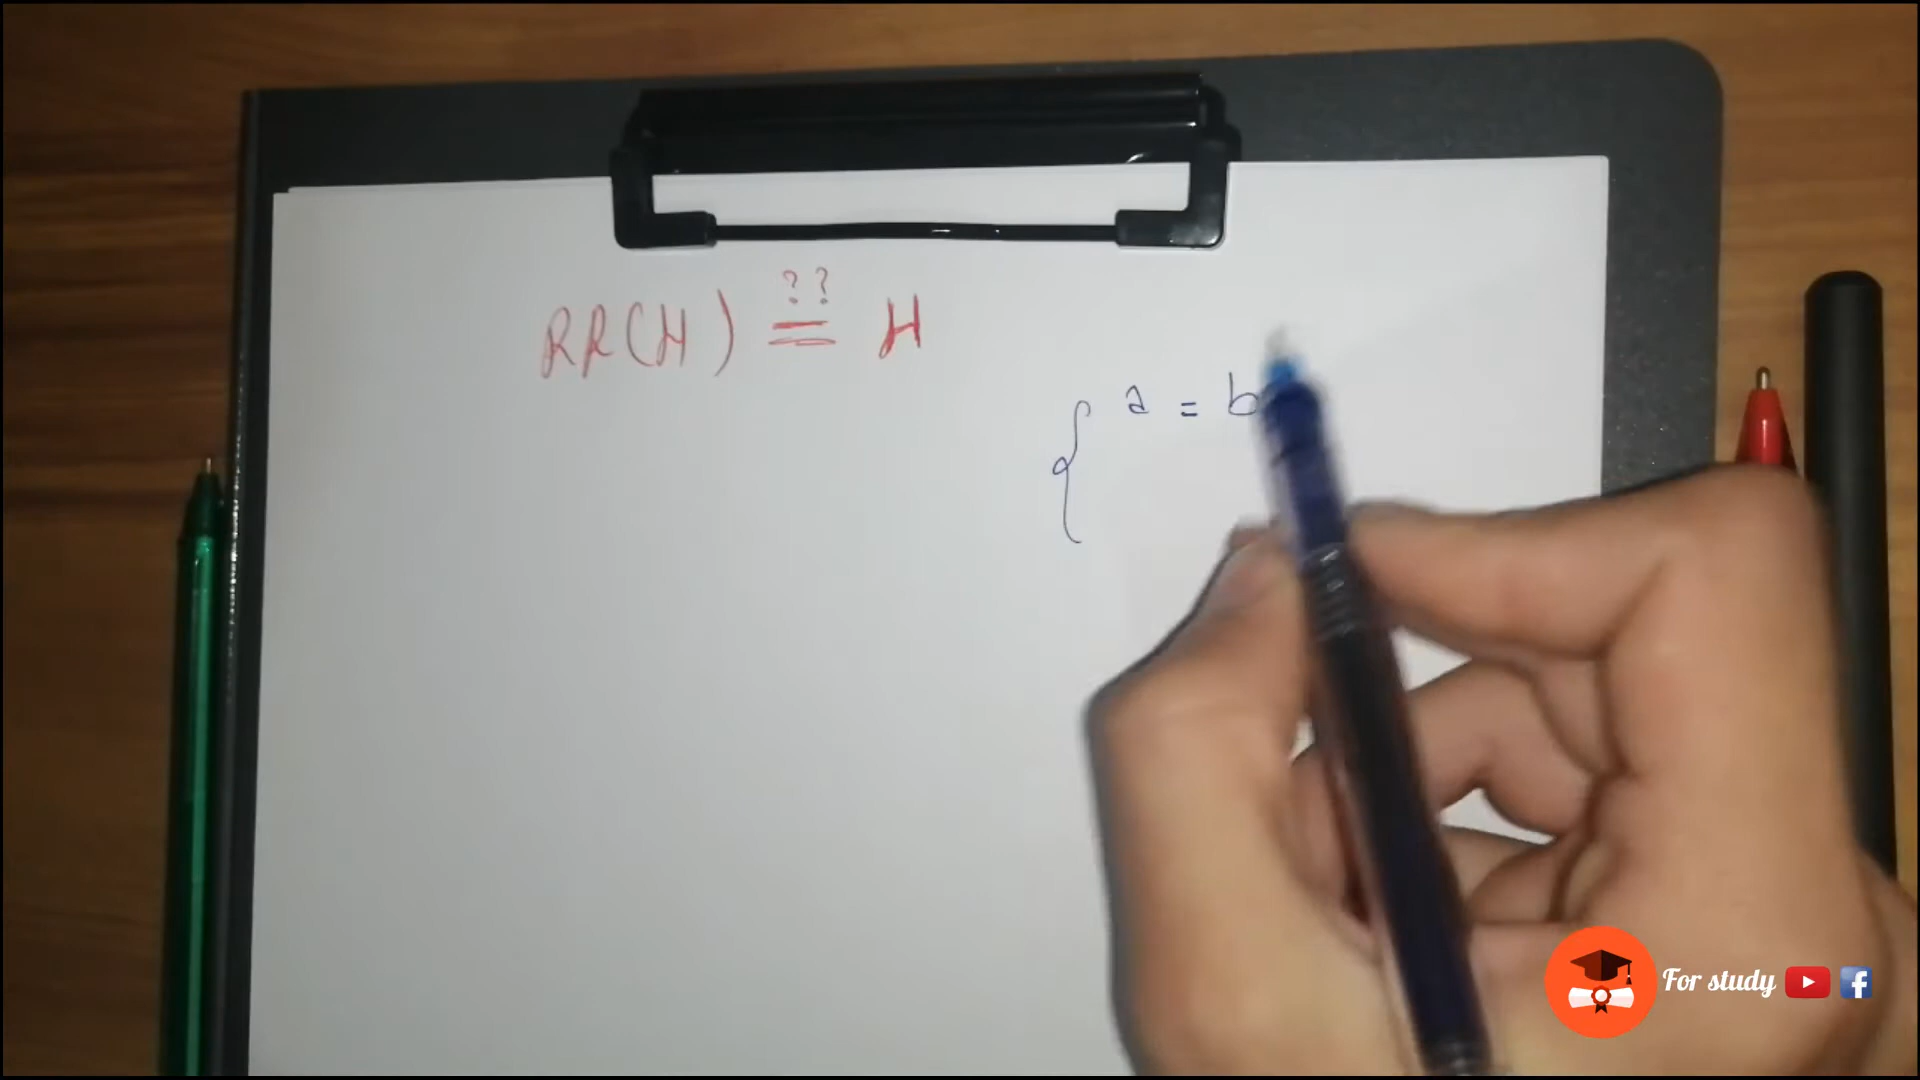 ??
RR(H) = H
{ a = b
For study